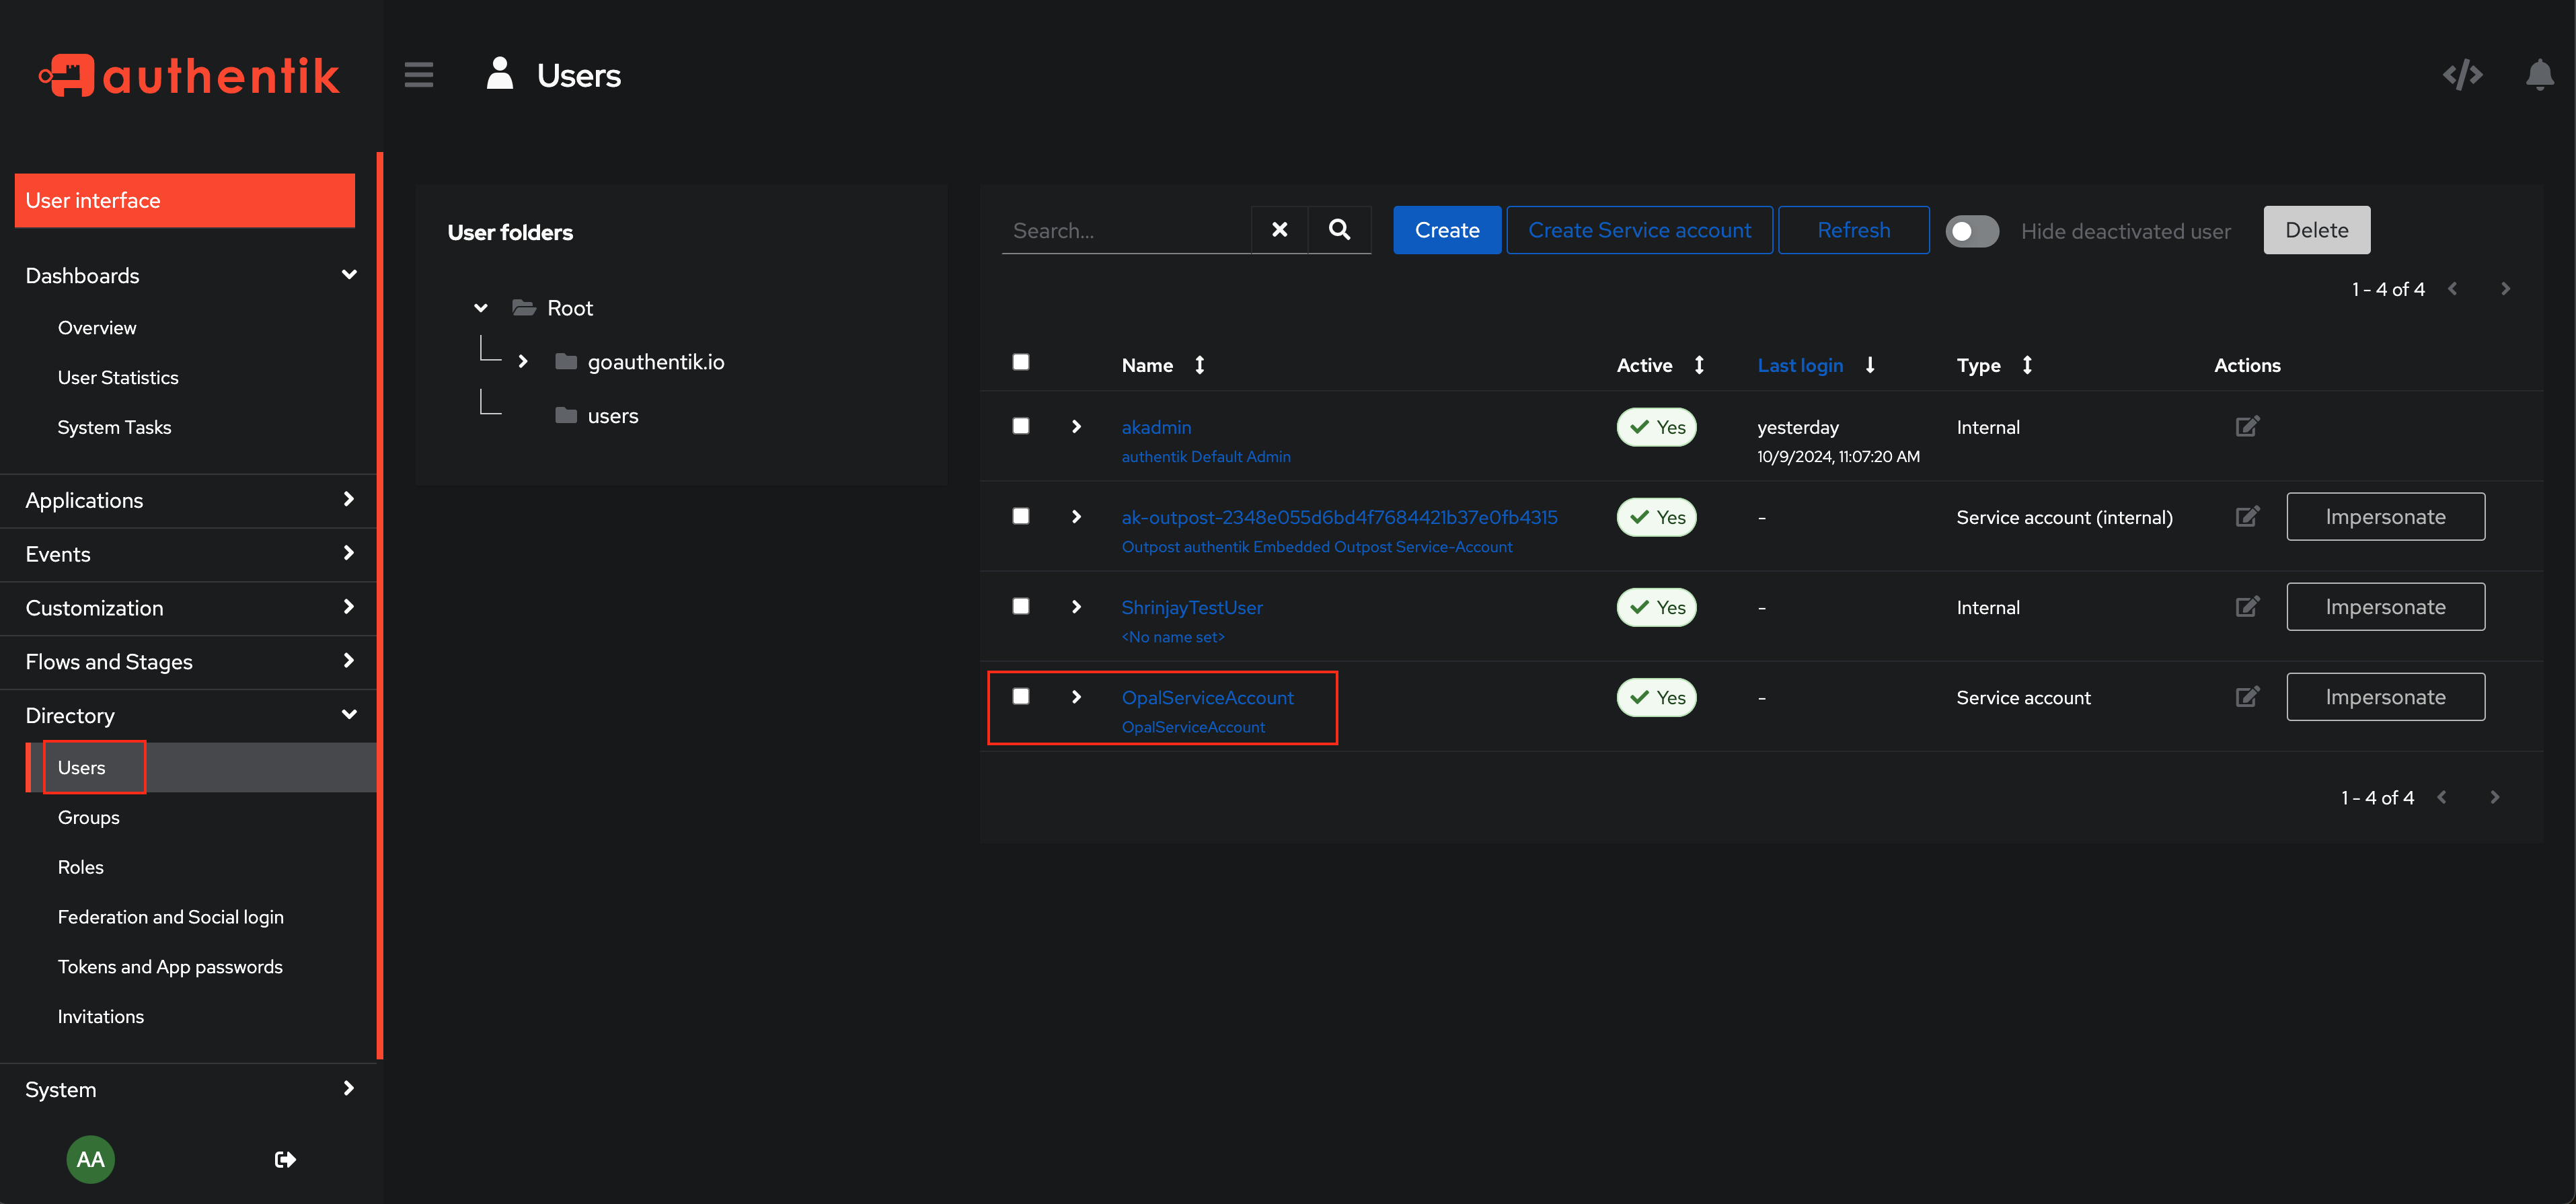 authentik
Users
User interface
Dashboards
Overview
User Statistics
System Tasks
Applications
Events
Customization
Flows and Stages
Directory
Users
Groups
Roles
Federation and Social login
Tokens and App passwords
Invitations
System
AA
User folders
Root
goauthentik.io
users
Search... Create Create Service account Refresh Hide deactivated user Delete
1 - 4 of 4
Name Active Last login Type Actions
akadmin Yes yesterday Internal
authentik Default Admin 10/9/2024, 11:07:20 AM
ak-outpost-2348e055d6bd4f7684421b37e0fb4315 Yes - Service account (internal) Impersonate
Outpost authentik Embedded Outpost Service-Account
ShrinjayTestUser Yes - Internal Impersonate
<No name set>
OpalServiceAccount Yes - Service account Impersonate
OpalServiceAccount
1 - 4 of 4